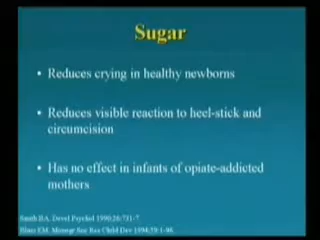 Sugar
• Reduces crying in healthy newborns
• Reduces visible reaction to heel-stick and
circumcision
• Has no effect in infants of opiate-addicted
mothers
Smith BA, Devel Psychol 1990;26:731-7
Blass EM, Monogr Soc Res Child Dev 1994;59:1-96